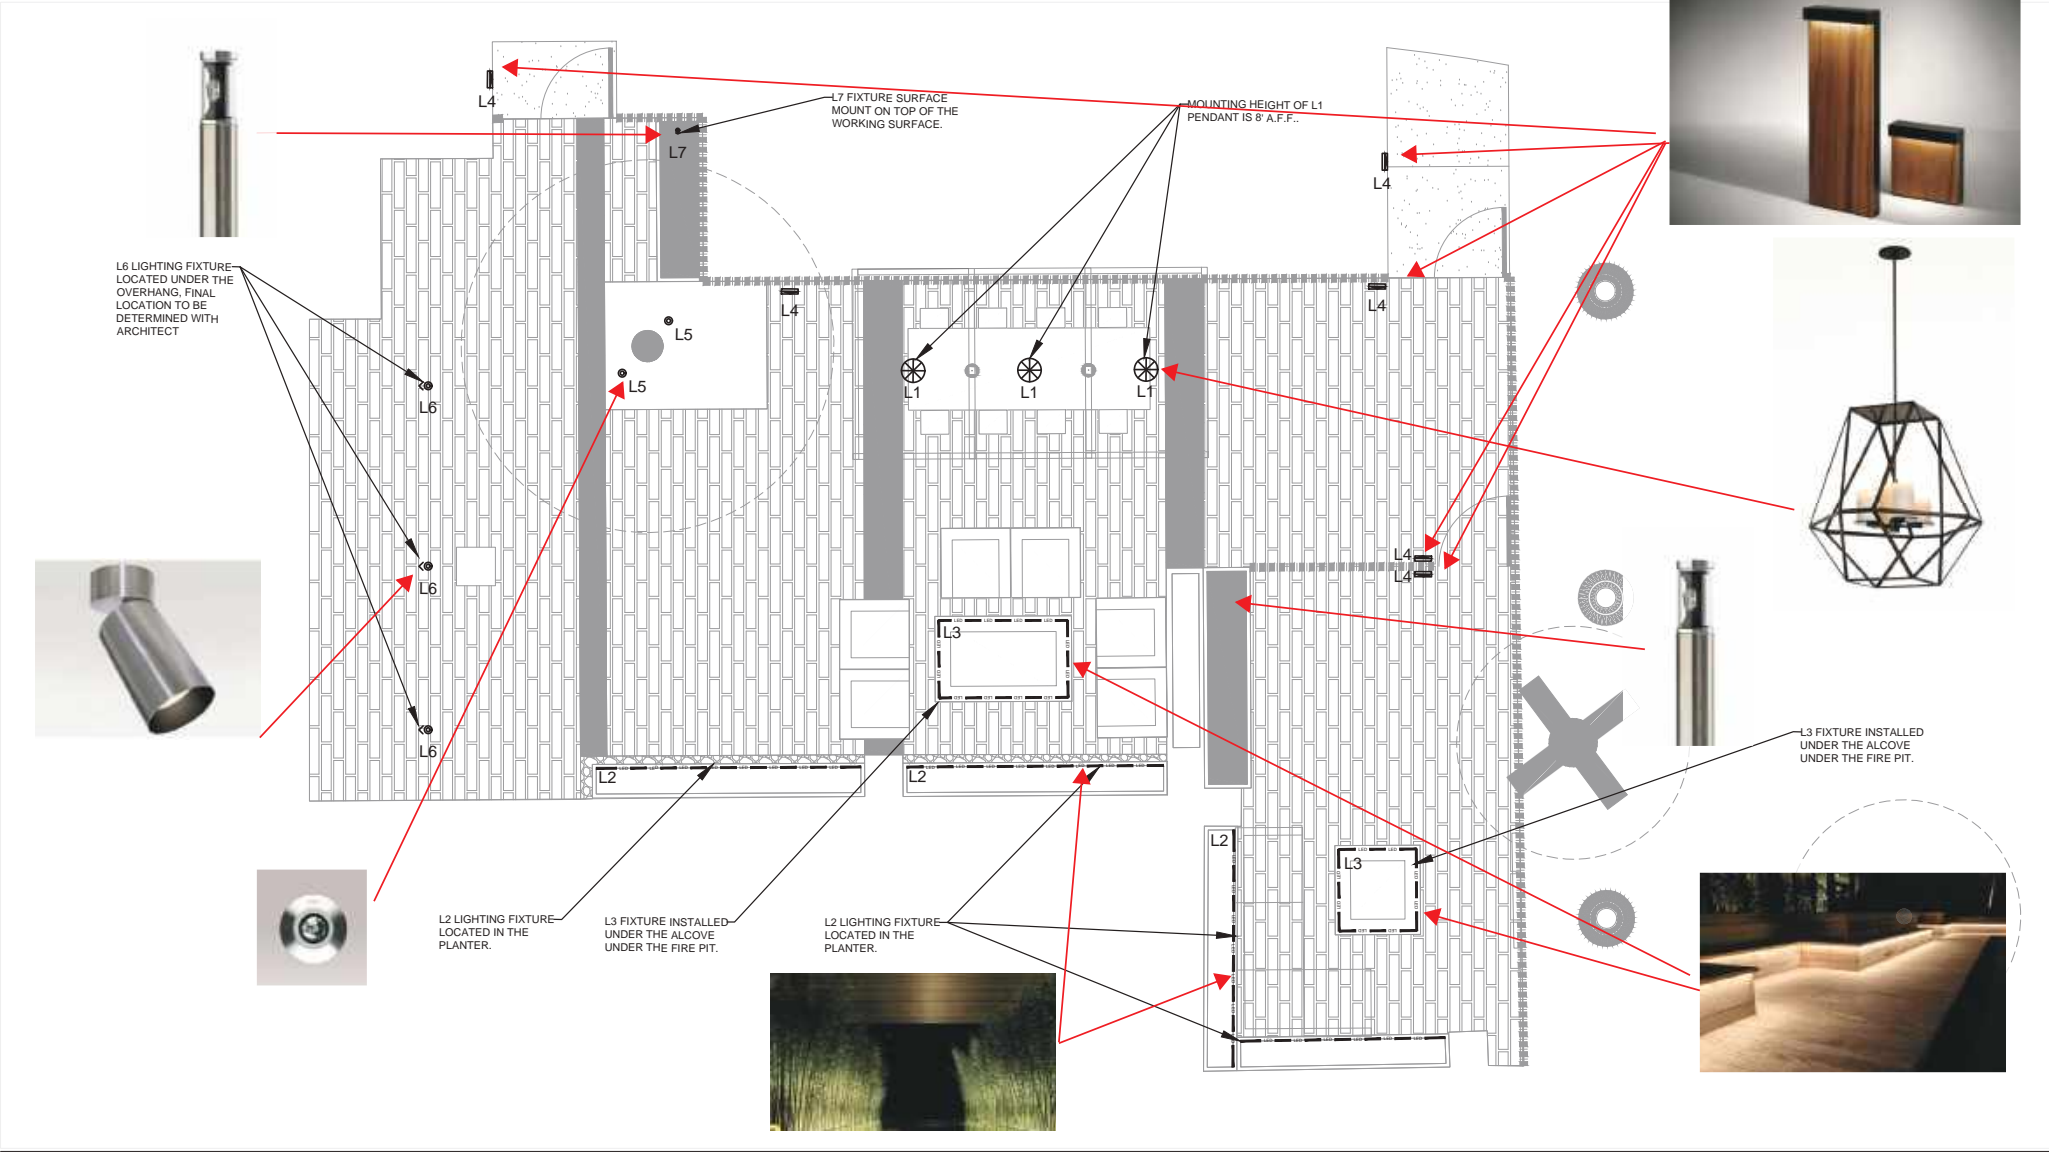 L4
L7 FIXTURE SURFACE
MOUNT ON TOP OF THE
WORKING SURFACE.
MOUNTING HEIGHT OF L1
PENDANT IS 8' A.F.F..
L7
L4
L6 LIGHTING FIXTURE
LOCATED UNDER THE
OVERHANG, FINAL
LOCATION TO BE
DETERMINED WITH
ARCHITECT
L4
L4
L5
L5
L1
L1
L1
L6
L4
L4
L6
L3
L6
L2
L2
L3 FIXTURE INSTALLED
UNDER THE ALCOVE
UNDER THE FIRE PIT.
L2
L3
L2 LIGHTING FIXTURE
LOCATED IN THE
PLANTER.
L3 FIXTURE INSTALLED
UNDER THE ALCOVE
UNDER THE FIRE PIT.
L2 LIGHTING FIXTURE
LOCATED IN THE
PLANTER.